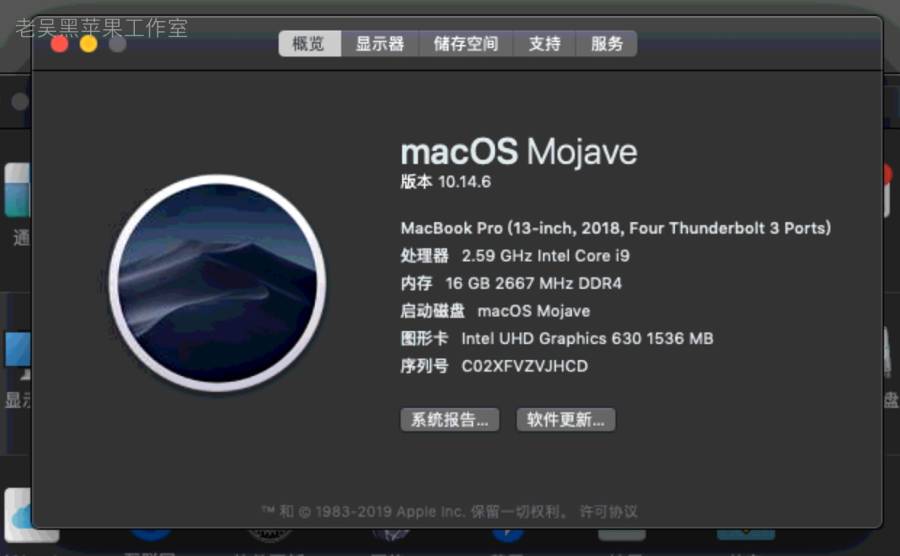 老吴黑苹果工作室
概览 显示器 储存空间 支持 服务
macOS Mojave
版本 10.14.6
MacBook Pro (13-inch, 2018, Four Thunderbolt 3 Ports)
处理器 2.59 GHz Intel Core i9
内存 16 GB 2667 MHz DDR4
启动磁盘 macOS Mojave
图形卡 Intel UHD Graphics 630 1536 MB
序列号 C02XFVZVJHCD
系统报告... 软件更新...
™ 和 © 1983-2019 Apple Inc. 保留一切权利。 许可协议
通
显示
盘